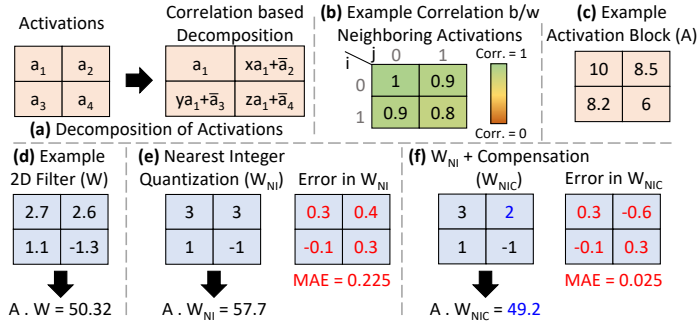 Activations
a1 a2
a3 a4
Correlation based
Decomposition
a1 xa1+a̅2
ya1+a̅3 za1+a̅4
(a) Decomposition of Activations
(b) Example Correlation b/w
Neighboring Activations
j
i
0 1
0 1 0.9
1 0.9 0.8
Corr. = 1
Corr. = 0
(c) Example
Activation Block (A)
10 8.5
8.2 6
(d) Example
2D Filter (W)
2.7 2.6
1.1 -1.3
A . W = 50.32
(e) Nearest Integer
Quantization (WNI)
3 3
1 -1
A . WNI = 57.7
Error in WNI
0.3 0.4
-0.1 0.3
MAE = 0.225
(f) WNI + Compensation
(WNIC)
3 2
1 -1
A . WNIC = 49.2
Error in WNIC
0.3 -0.6
-0.1 0.3
MAE = 0.025